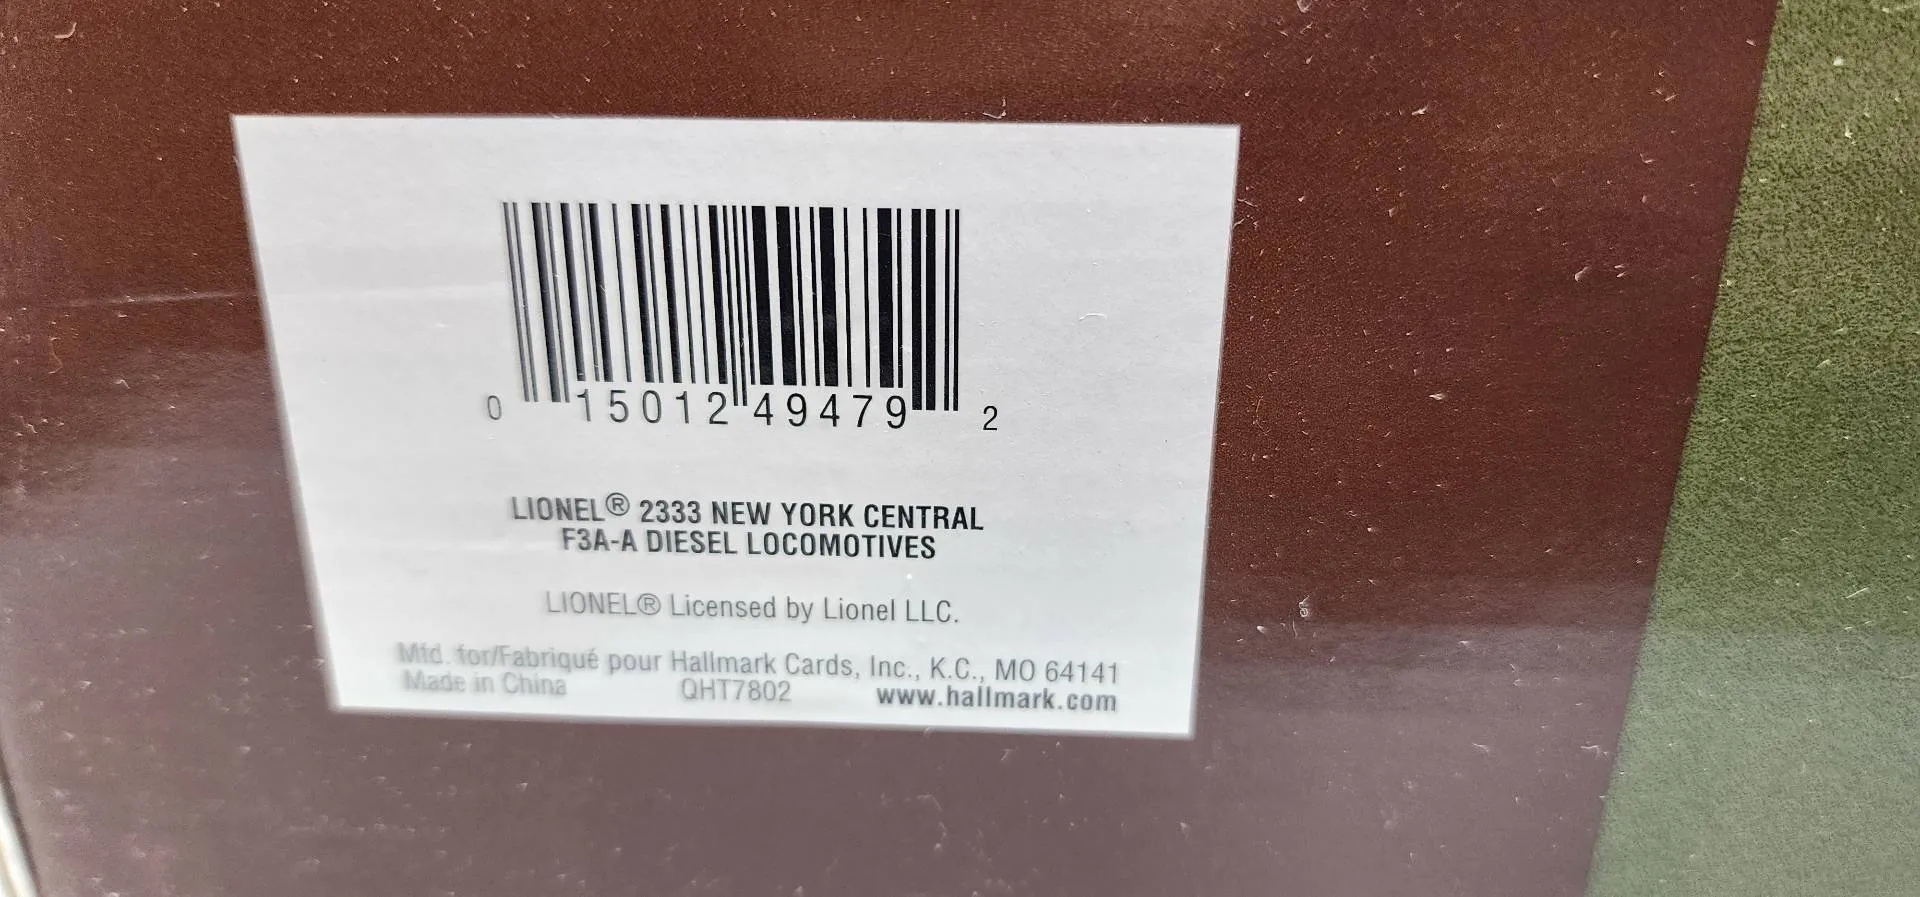 0 15012 49479 2
LIONEL® 2333 NEW YORK CENTRAL
F3A-A DIESEL LOCOMOTIVES
LIONEL® Licensed by Lionel LLC.
Mfd. for/Fabriqué pour Hallmark Cards, Inc., K.C., MO 64141
Made in China QHT7802 www.hallmark.com